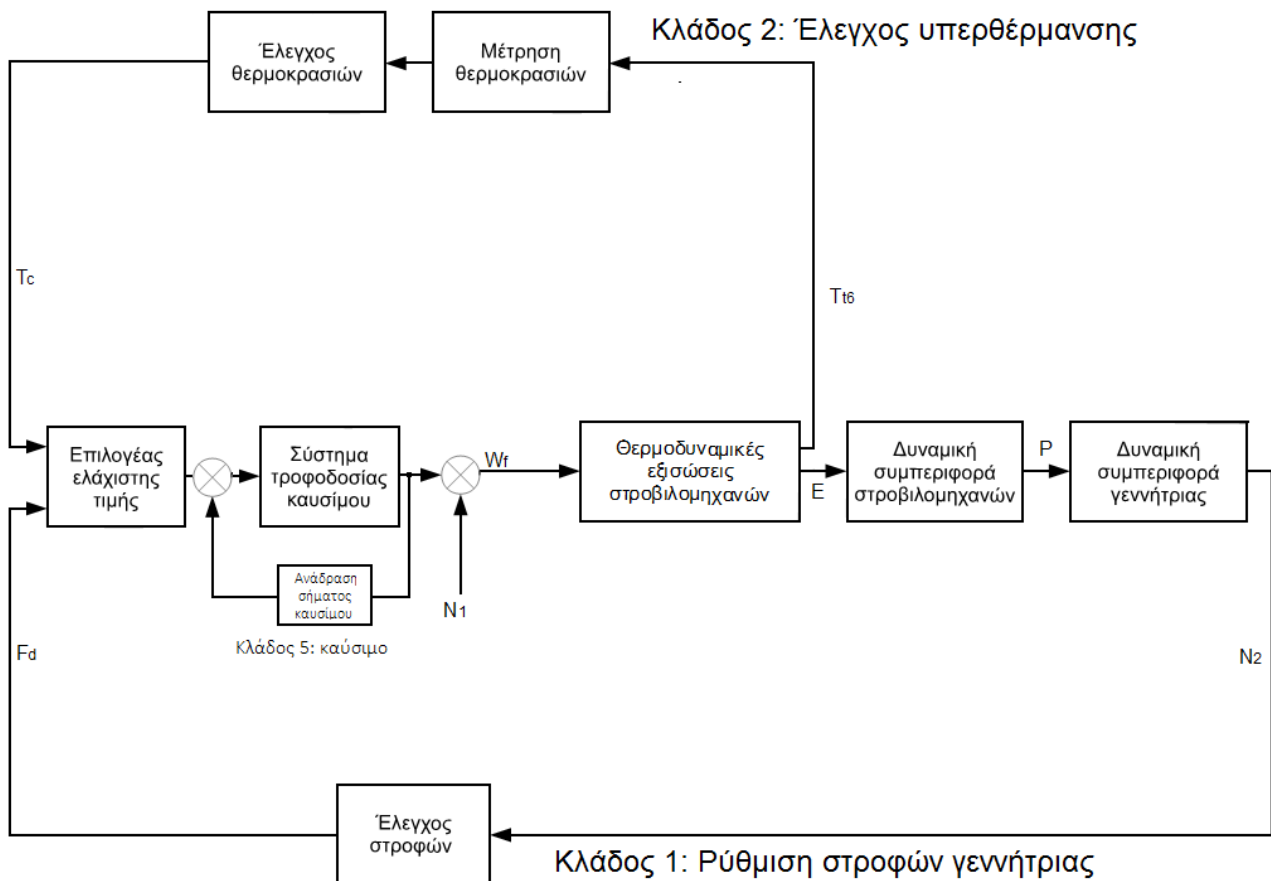 Κλάδος 2: Έλεγχος υπερθέρμανσης
Έλεγχος
θερμοκρασιών
Μέτρηση
θερμοκρασιών
Tc
Tt6
Επιλογέας
ελάχιστης
τιμής
Σύστημα
τροφοδοσίας
καυσίμου
Wf
Θερμοδυναμικές
εξισώσεις
στροβιλομηχανών
E
Δυναμική
συμπεριφορά
στροβιλομηχανών
P
Δυναμική
συμπεριφορά
γεννήτριας
Ανάδραση
σήματος
καυσίμου
N1
Κλάδος 5: καύσιμο
Fd
N2
Έλεγχος
στροφών
Κλάδος 1: Ρύθμιση στροφών γεννήτριας